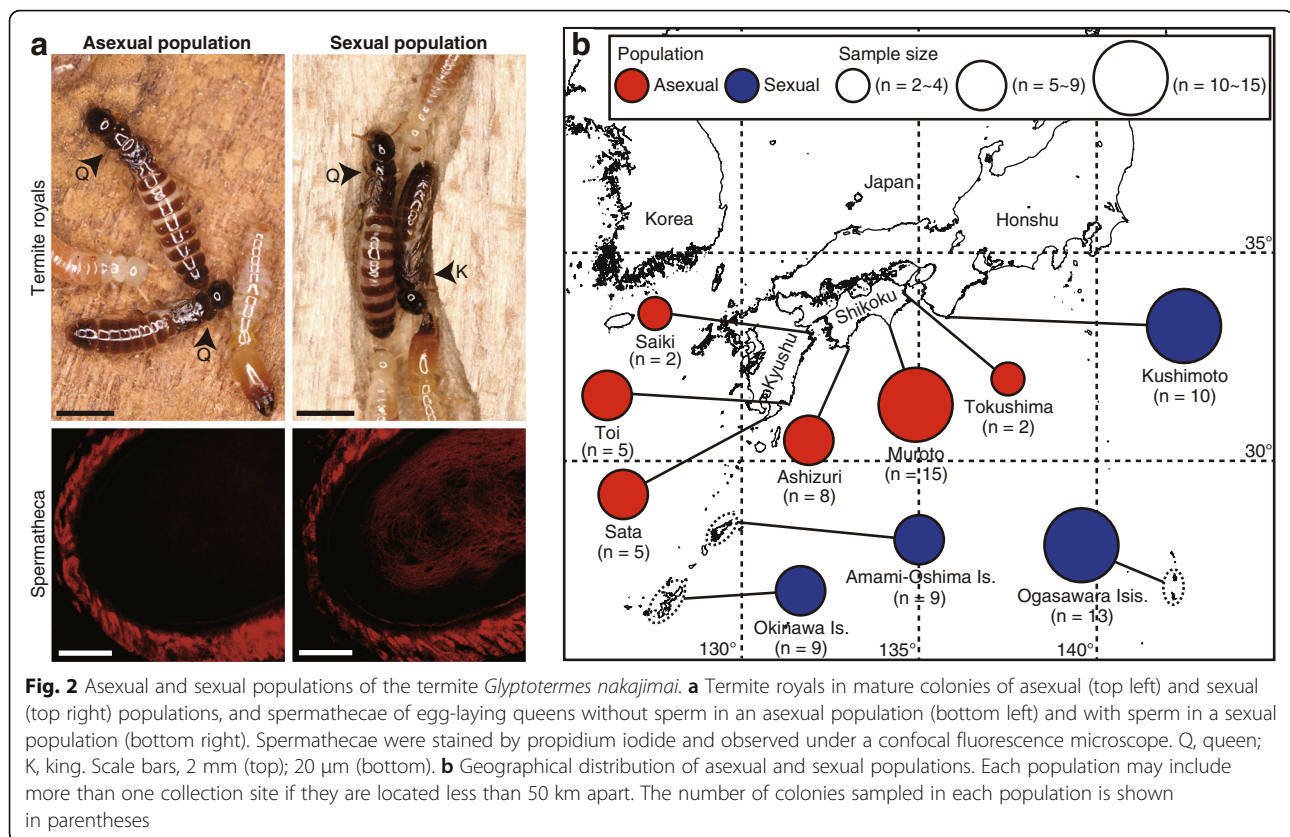 a
Asexual population
Sexual population
Termite royals
Q
Q
Q
K
Spermatheca
b
Population
Asexual
Sexual
Sample size
(n = 2~4)
(n = 5~9)
(n = 10~15)
Korea
Japan
Honshu
35°
Shikoku
Kyushu
Saiki
(n = 2)
Toi
(n = 5)
Sata
(n = 5)
Ashizuri
(n = 8)
Muroto
(n = 15)
Tokushima
(n = 2)
Kushimoto
(n = 10)
30°
Amami-Oshima Is.
(n = 9)
Okinawa Is.
(n = 9)
Ogasawara Isis.
(n = 13)
130°
135°
140°
Fig. 2 Asexual and sexual populations of the termite Glyptotermes nakajimai. a Termite royals in mature colonies of asexual (top left) and sexual
(top right) populations, and spermathecae of egg-laying queens without sperm in an asexual population (bottom left) and with sperm in a sexual
population (bottom right). Spermathecae were stained by propidium iodide and observed under a confocal fluorescence microscope. Q, queen;
K, king. Scale bars, 2 mm (top); 20 μm (bottom). b Geographical distribution of asexual and sexual populations. Each population may include
more than one collection site if they are located less than 50 km apart. The number of colonies sampled in each population is shown
in parentheses